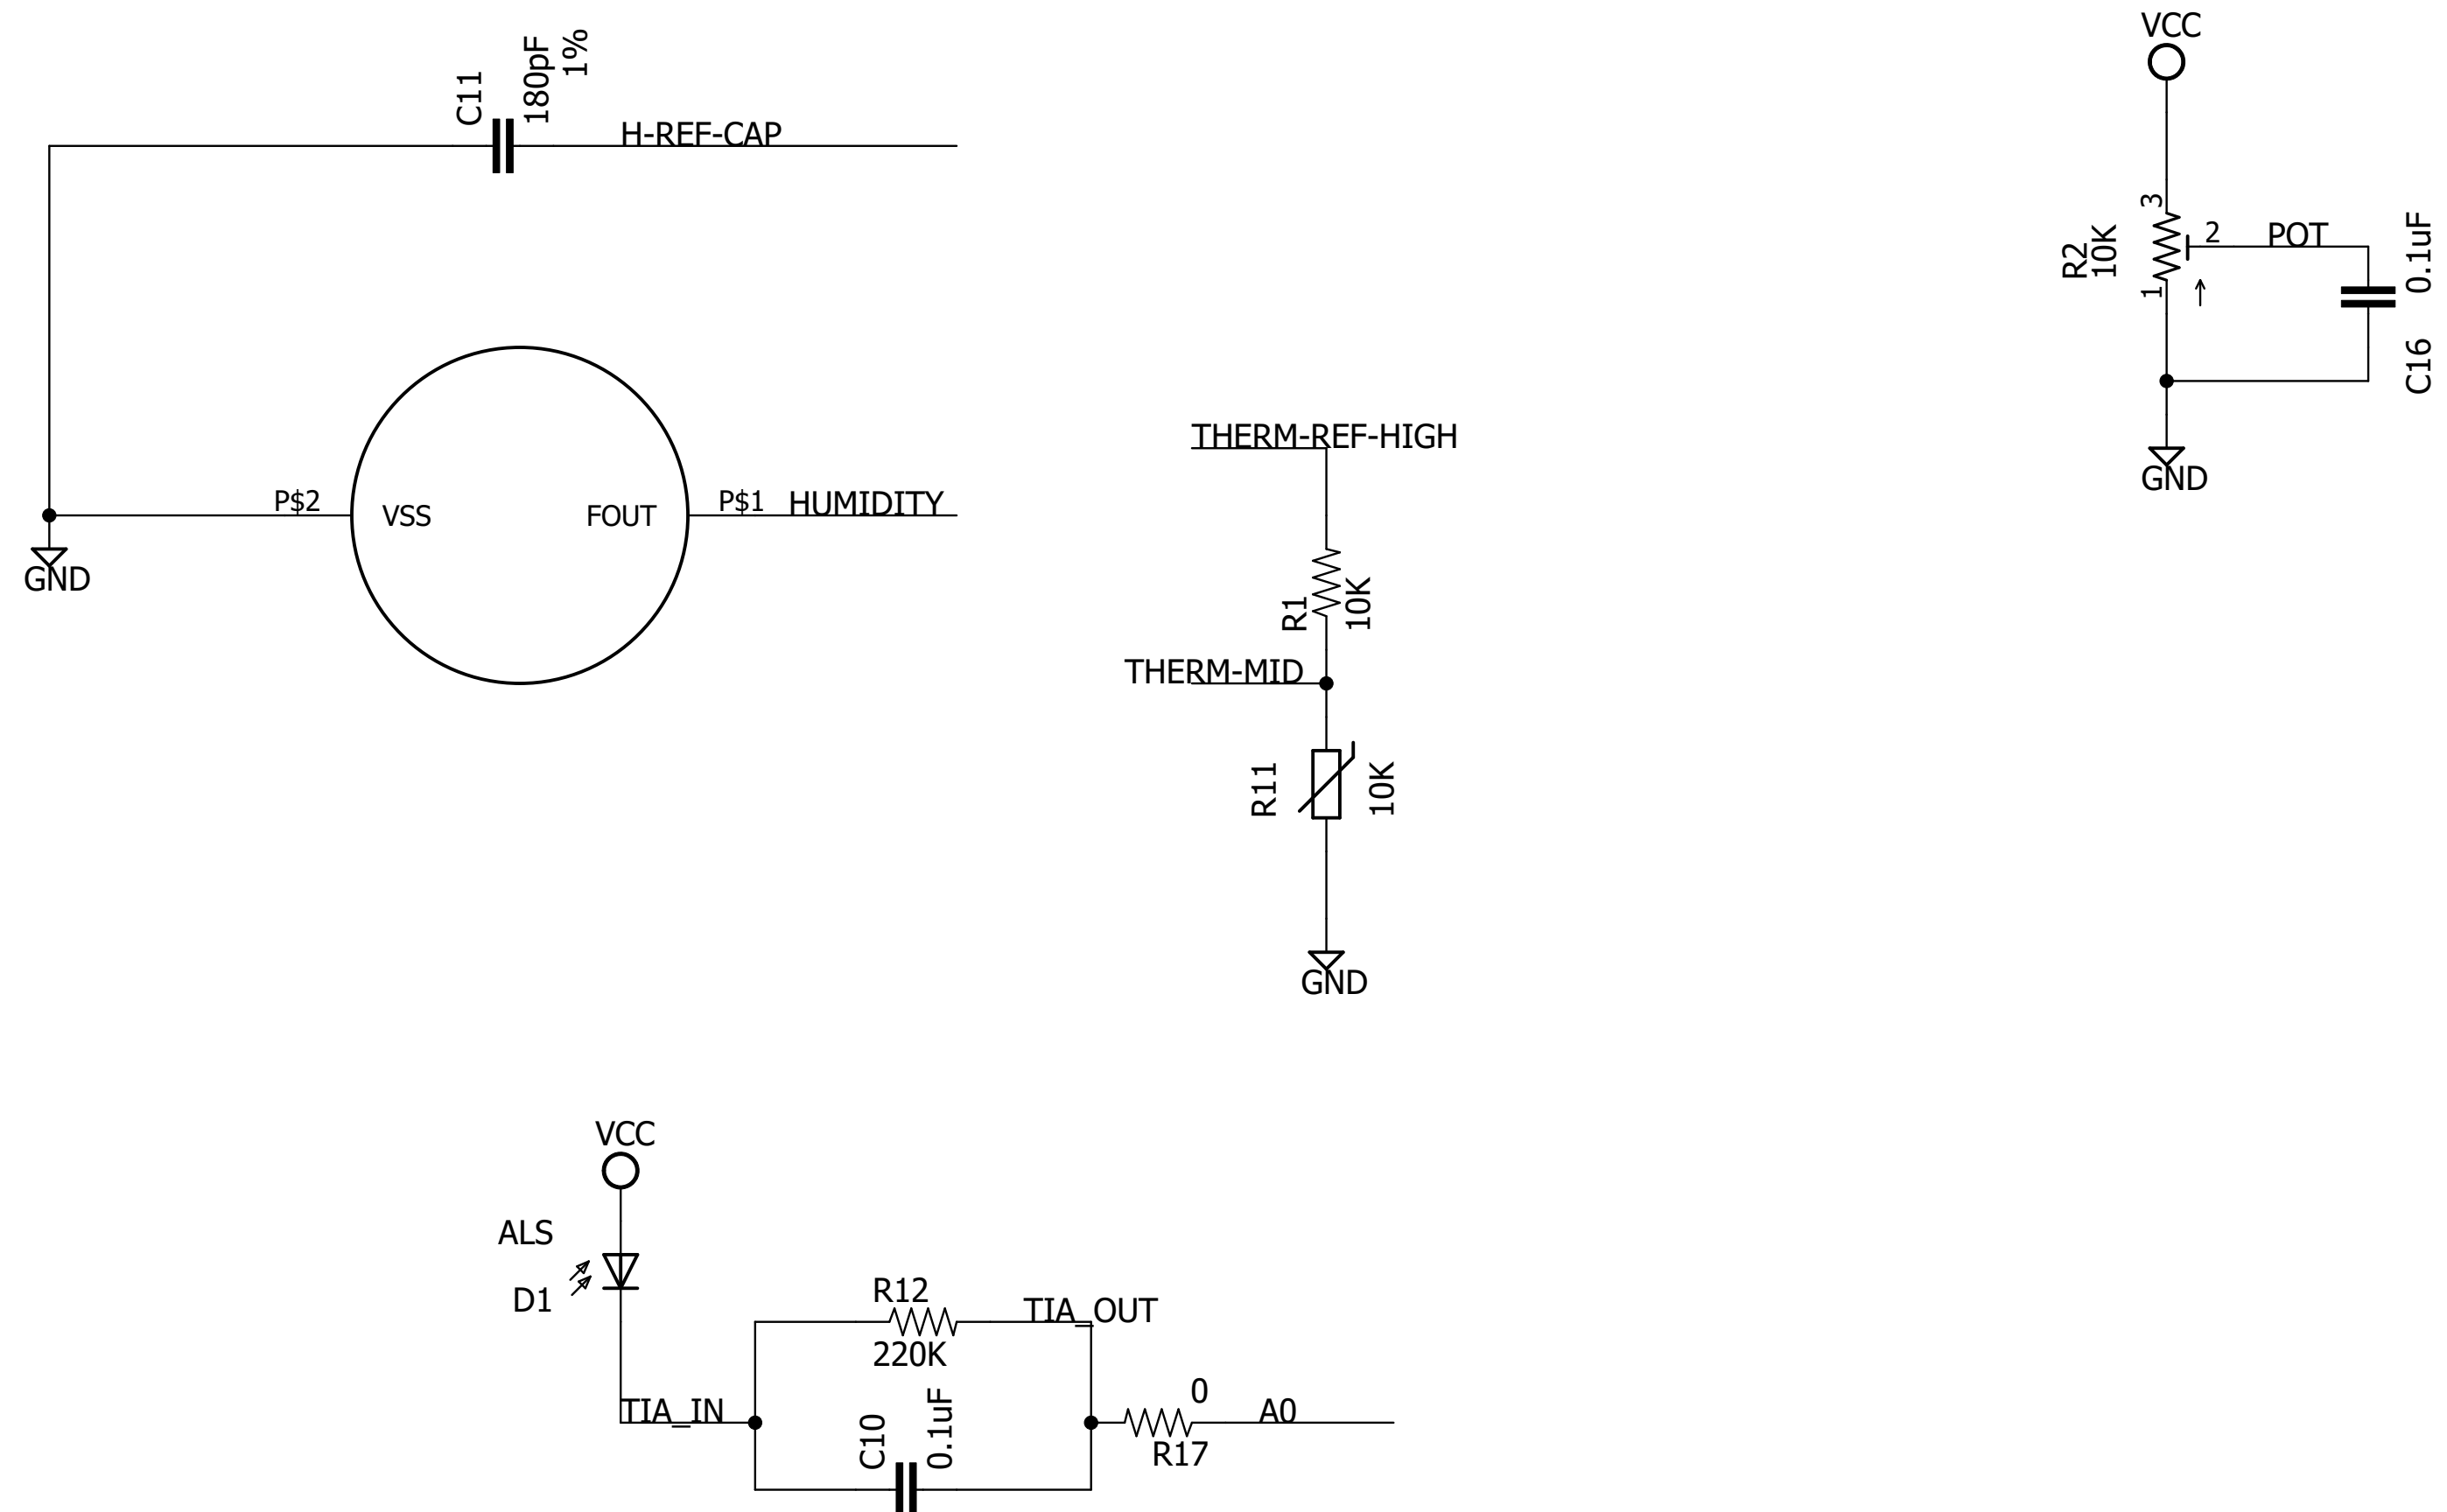 C11
180pF
1%
H-REF-CAP
VCC
3
R2
10K
2
POT
1
0.1uF
C16
GND
P$2
VSS
FOUT
P$1
HUMIDITY
GND
THERM-REF-HIGH
R1
10K
THERM-MID
R11
10K
GND
VCC
ALS
D1
R12
220K
TIA_OUT
TIA_IN
C10
0.1uF
0
R17
A0